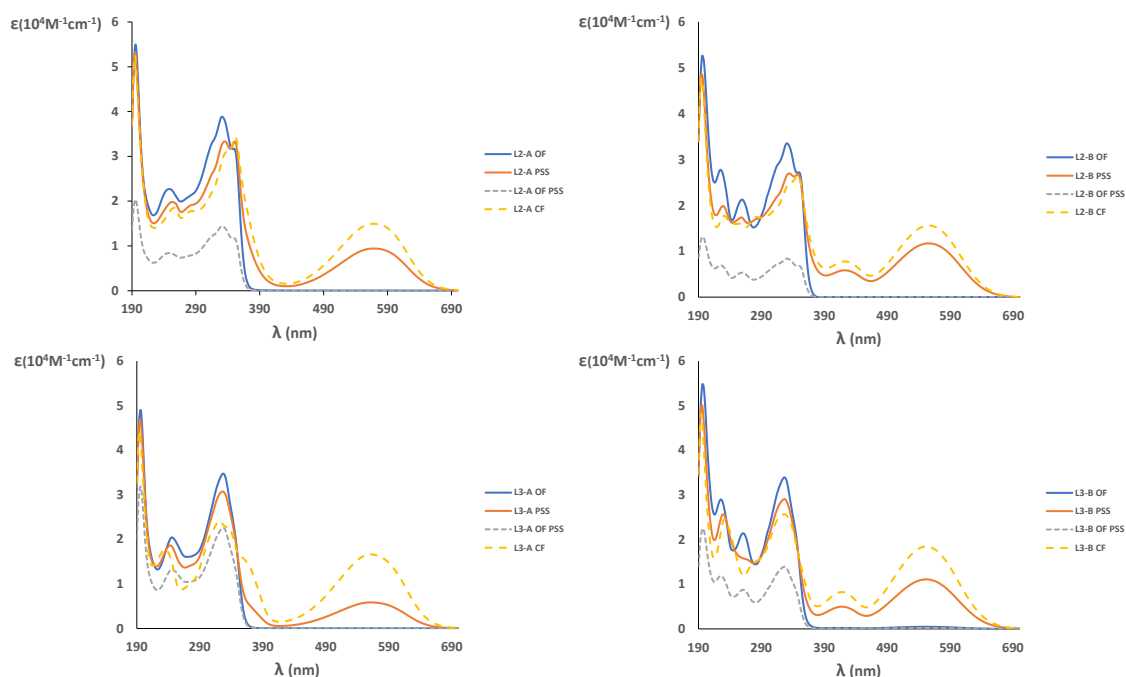 ε(10⁴M⁻¹cm⁻¹)
6
5
4
3
2
1
0
190 290 390 490 590 690
λ (nm)
L2-A OF
L2-A PSS
L2-A OF PSS
L2-A CF
ε(10⁴M⁻¹cm⁻¹)
6
5
4
3
2
1
0
190 290 390 490 590 690
λ (nm)
L2-B OF
L2-B PSS
L2-B OF PSS
L2-B CF
ε(10⁴M⁻¹cm⁻¹)
6
5
4
3
2
1
0
190 290 390 490 590 690
λ (nm)
L3-A OF
L3-A PSS
L3-A OF PSS
L3-A CF
ε(10⁴M⁻¹cm⁻¹)
6
5
4
3
2
1
0
190 290 390 490 590 690
λ (nm)
L3-B OF
L3-B PSS
L3-B OF PSS
L3-B CF